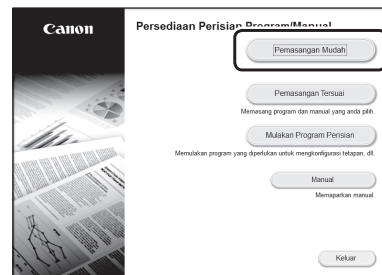 Canon
Persediaan Perisian Program/Manual
Pemasangan Mudah
Pemasangan Tersuai
Memasang program dan manual yang anda pilih.
Mulakan Program Perisian
Memulakan program yang diperlukan untuk mengkonfigurasi tetapan, dll.
Manual
Memaparkan manual.
Keluar